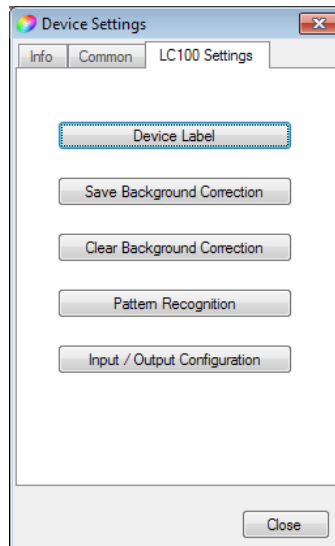 Device Settings
Info Common LC100 Settings
Device Label
Save Background Correction
Clear Background Correction
Pattern Recognition
Input / Output Configuration
Close